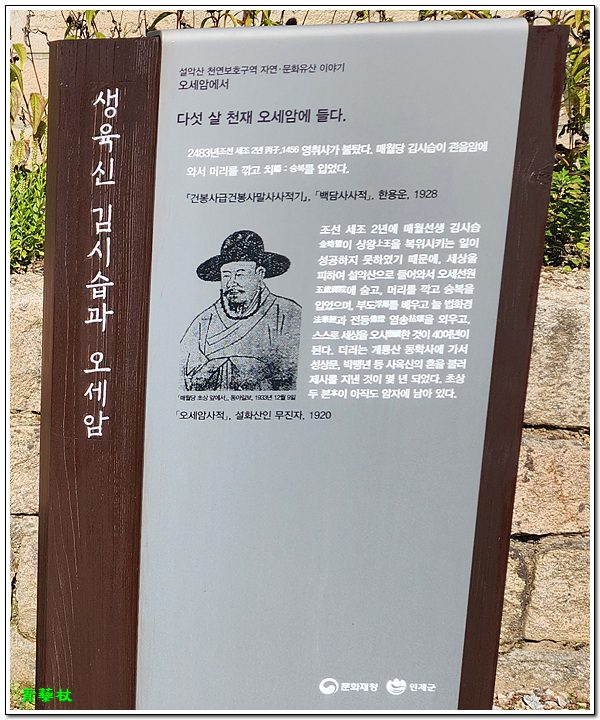 생육신 김시습과 오세암
설악산 천연보호구역 자연·문화유산 이야기
오세암에서
다섯 살 천재 오세암에 들다.
2483년조선 세조 2년 丙子, 1456 영취사가 불탔다. 매월당 김시습이 관음암에
와서 머리를 깎고 치 : 승복를 입었다.
『건봉사급건봉사말사사적기』, 「백담사사적」, 한용운, 1928
조선 세조 2년에 매월선생 김시습
金時習이 상왕上王을 복위시키는 일이
성공하지 못하였기 때문에, 세상을
피하여 설악산으로 들어와서 오세선원
五歲禪院에 숨고, 머리를 깎고 승복을
입었으며, 부도浮屠를 배우고 늘 법화경
法華經과 전등傳燈 염송拈頌을 외우고,
스스로 세상을 오시한 것이 40여년이
된다. 더러는 계룡산 동학사에 가서
성삼문, 박팽년 등 사육신의 혼을 불러
제사를 지낸 것이 몇 년 되었다. 초상
두 본本이 아직도 암자에 남아 있다.
「매월당 초상 앞에서」, 동아일보, 1933년 12월 9일
「오세암사적」, 설화산인 무진자, 1920
문화재청 인제군